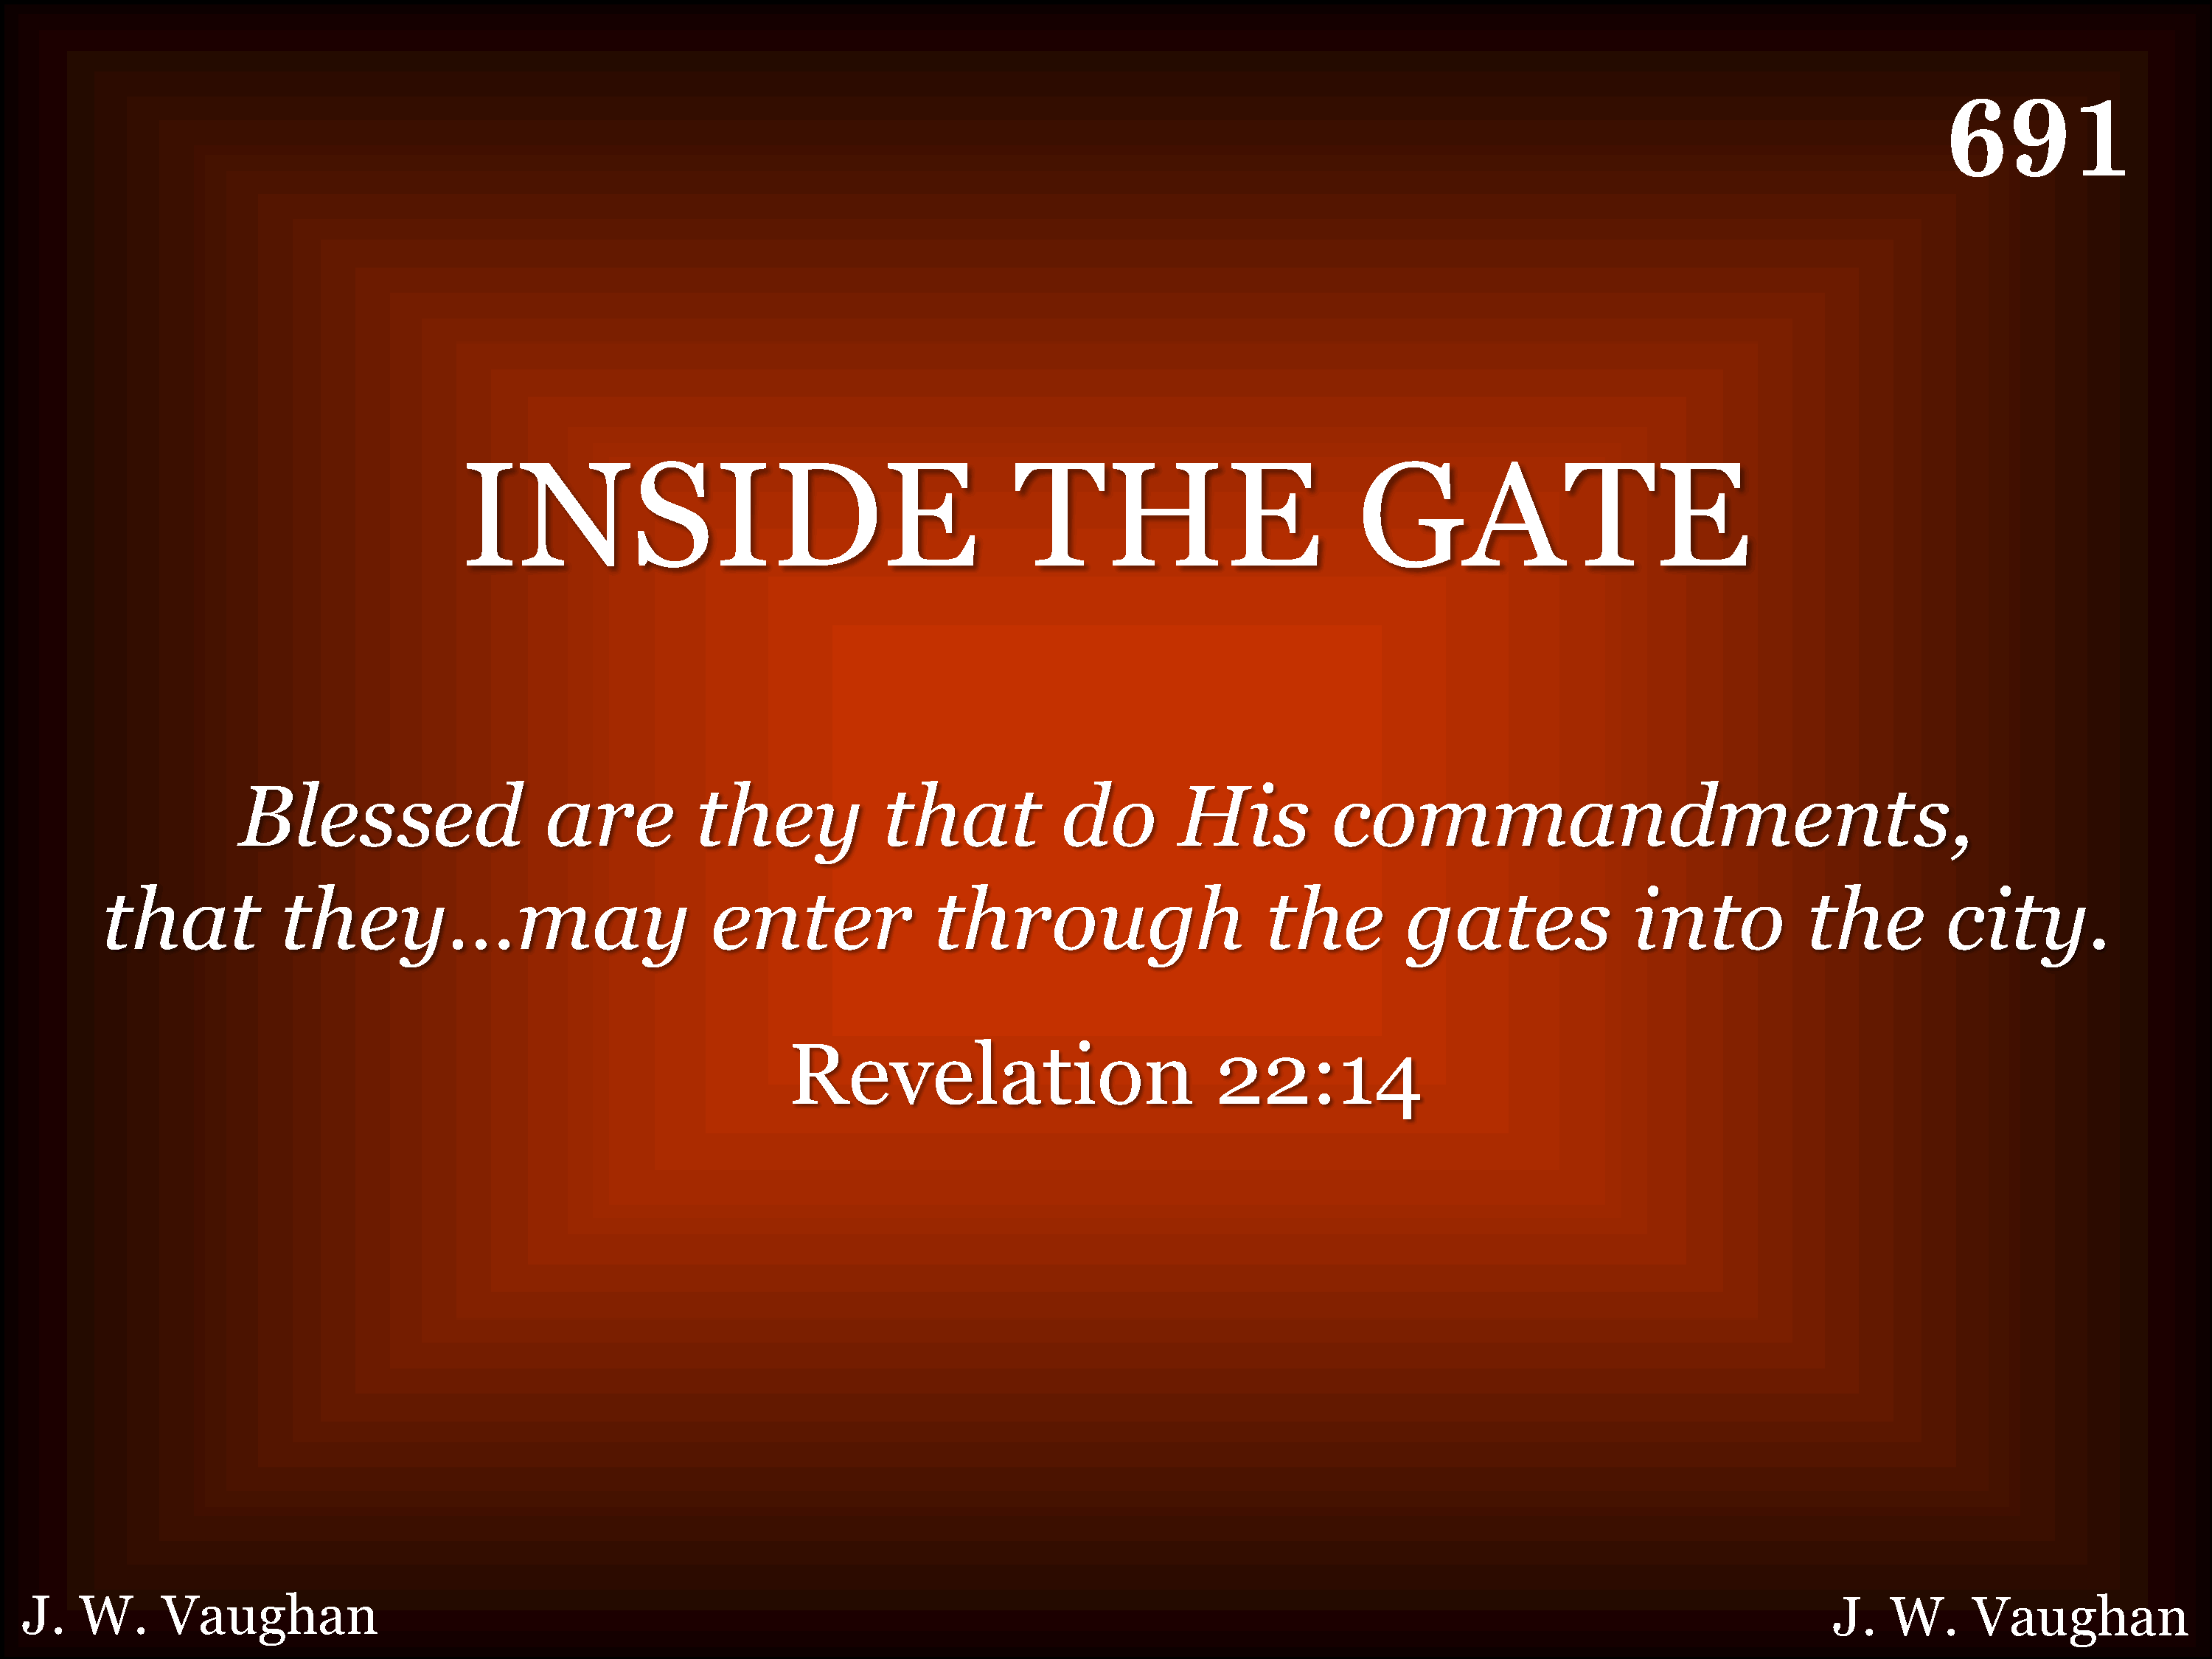 691
INSIDE THE GATE
Blessed are they that do His commandments,
that they...may enter through the gates into the city.
Revelation 22:14
J. W. Vaughan
J. W. Vaughan